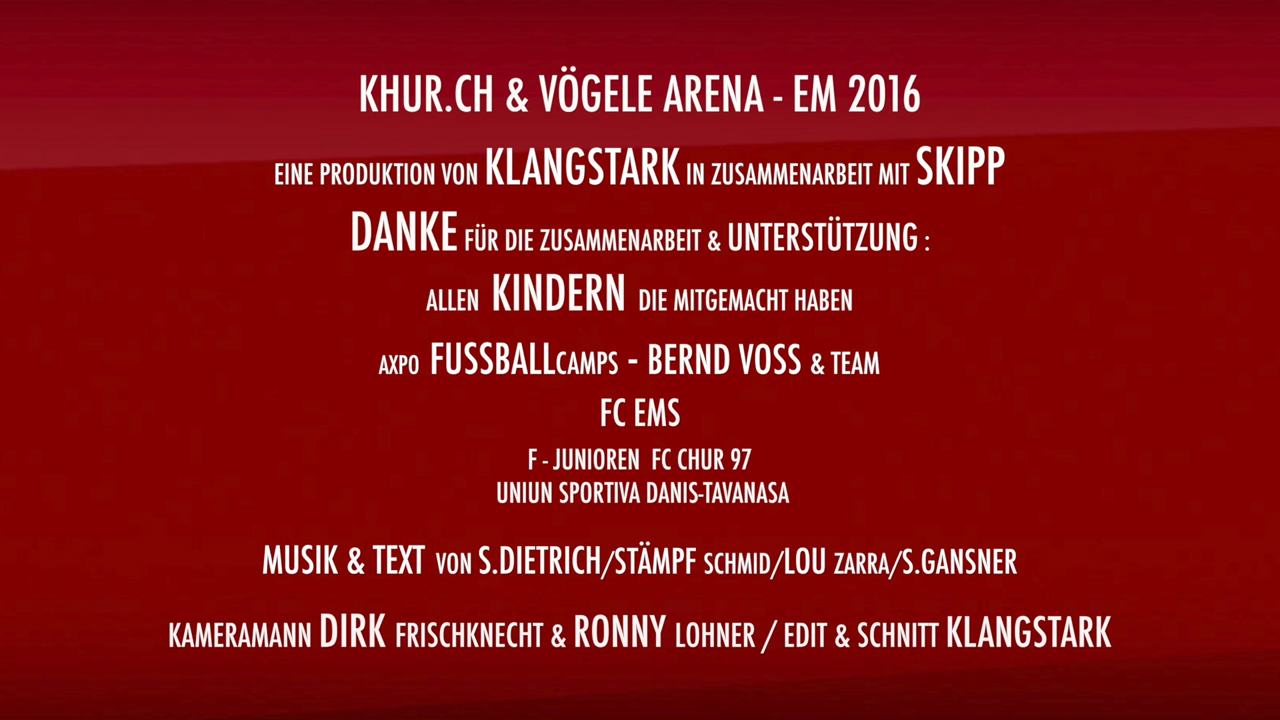 KHUR.CH & VÖGELE ARENA - EM 2016
EINE PRODUKTION VON KLANGSTARK IN ZUSAMMENARBEIT MIT SKIPP
DANKE FÜR DIE ZUSAMMENARBEIT & UNTERSTÜTZUNG :
ALLEN KINDERN DIE MITGEMACHT HABEN
AXPO FUSSBALLCAMPS - BERND VOSS & TEAM
FC EMS
F - JUNIOREN FC CHUR 97
UNIUN SPORTIVA DANIS-TAVANASA
MUSIK & TEXT VON S.DIETRICH/STÄMPF SCHMID/LOU ZARRA/S.GANSNER
KAMERAMANN DIRK FRISCHKNECHT & RONNY LOHNER / EDIT & SCHNITT KLANGSTARK